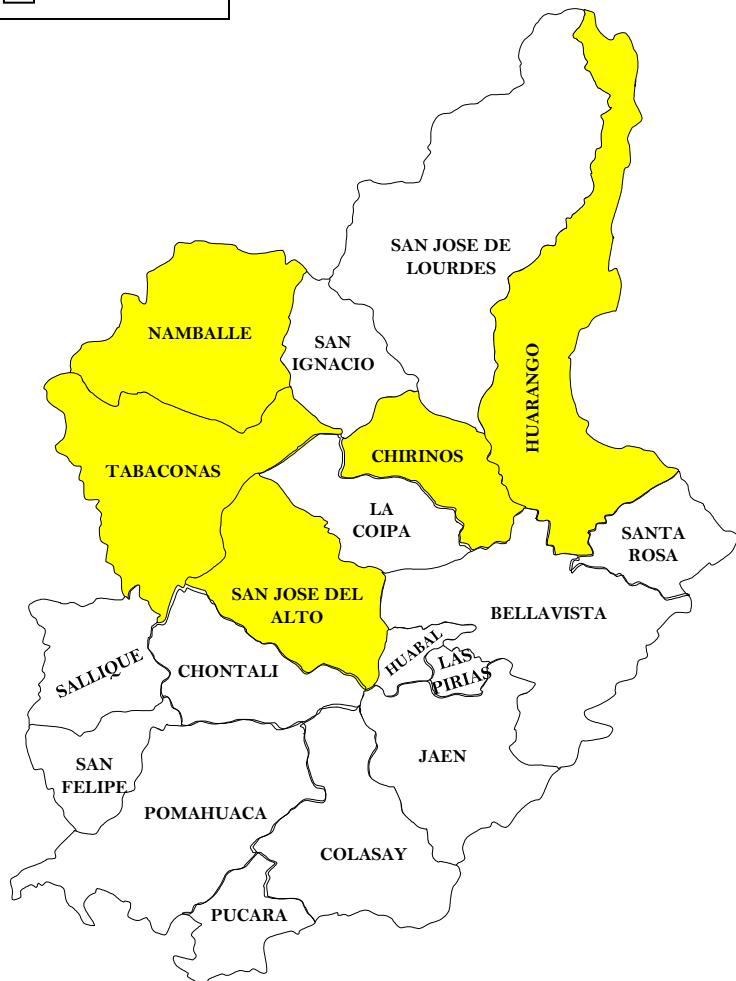 SAN JOSE DE
LOURDES
NAMBALLE
SAN
IGNACIO
HUARANGO
CHIRINOS
TABACONAS
LA
COIPA
SANTA
ROSA
SAN JOSE DEL
ALTO
BELLAVISTA
HUABAL
LAS
PIRIAS
SALLIQUE
CHONTALI
JAEN
SAN
FELIPE
POMAHUACA
COLASAY
PUCARA